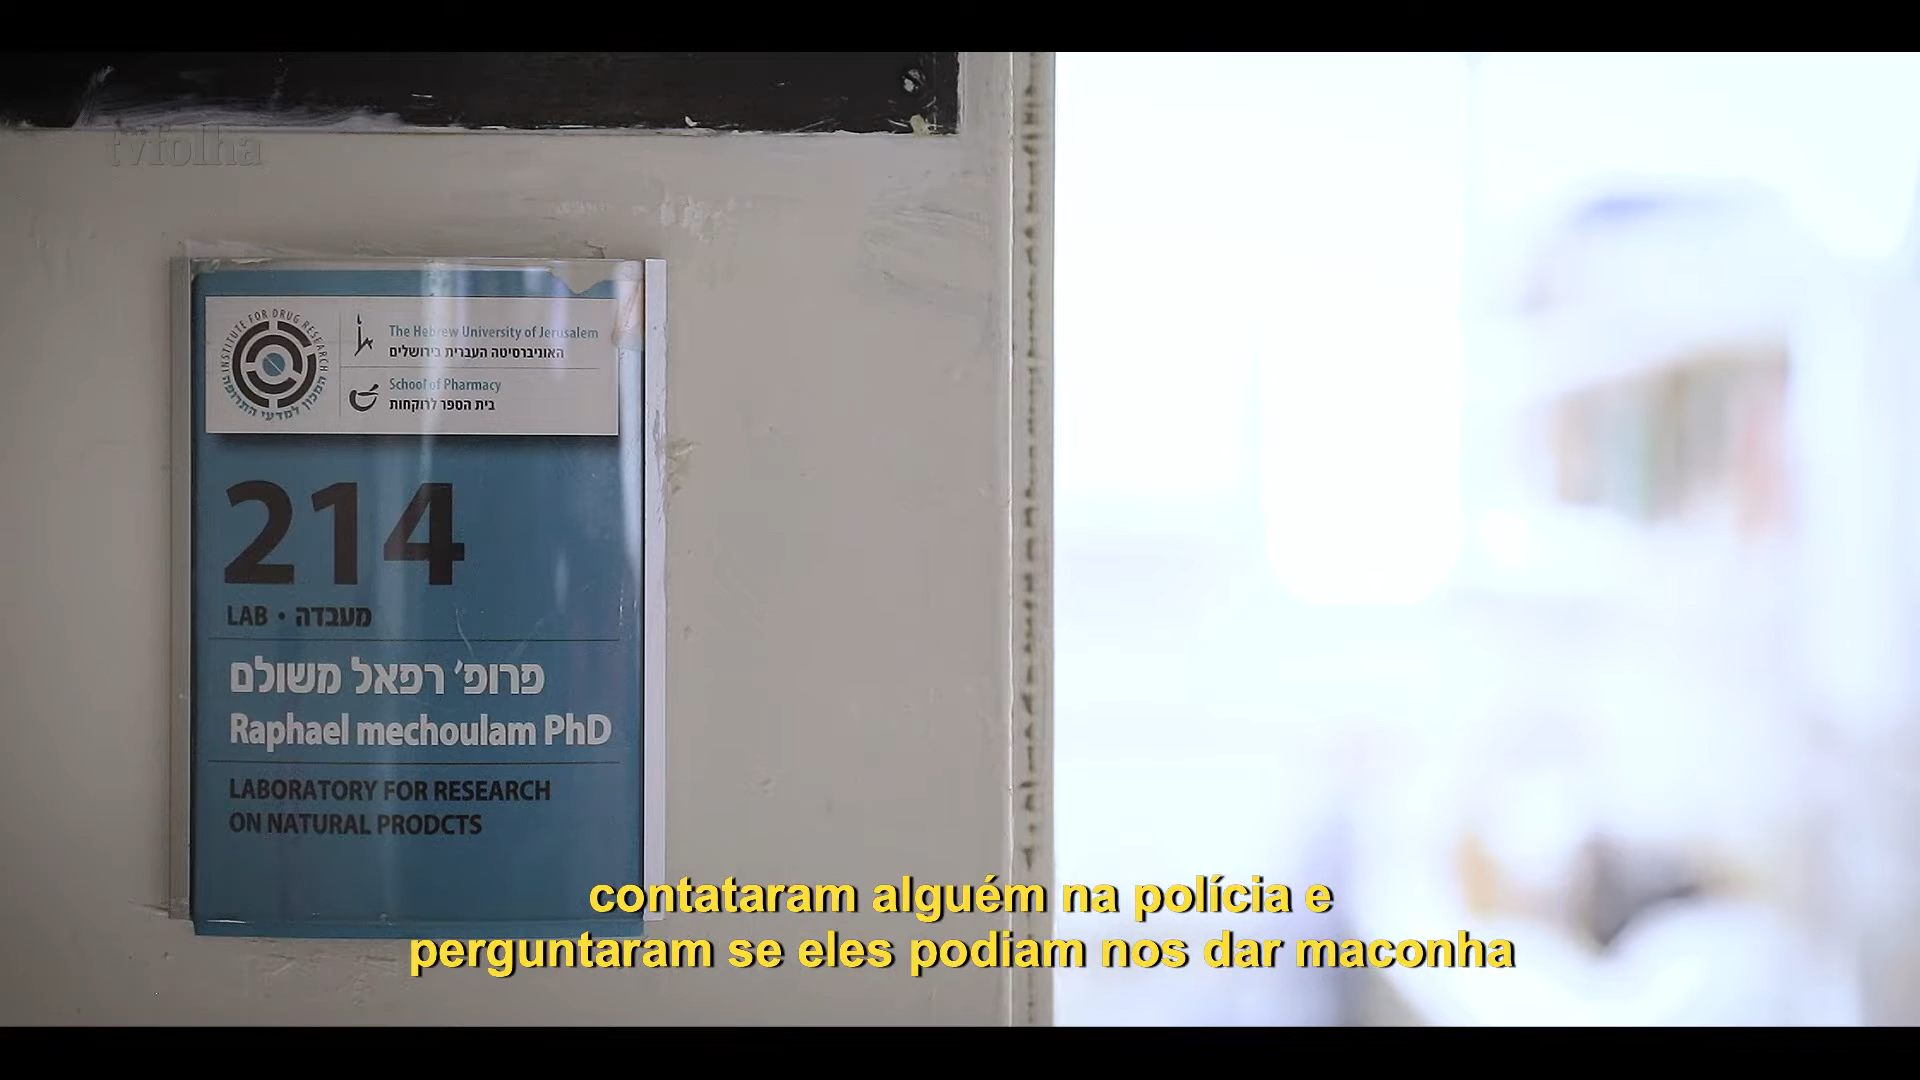 tvfolha
INSTITUTE FOR DRUG RESEARCH
המכון למדעי התרופה
The Hebrew University of Jerusalem
האוניברסיטה העברית בירושלים
School of Pharmacy
בית הספר לרוקחות
214
LAB • מעבדה
פרופ' רפאל משולם
Raphael mechoulam PhD
LABORATORY FOR RESEARCH
ON NATURAL PRODCTS
contataram alguém na polícia e
perguntaram se eles podiam nos dar maconha